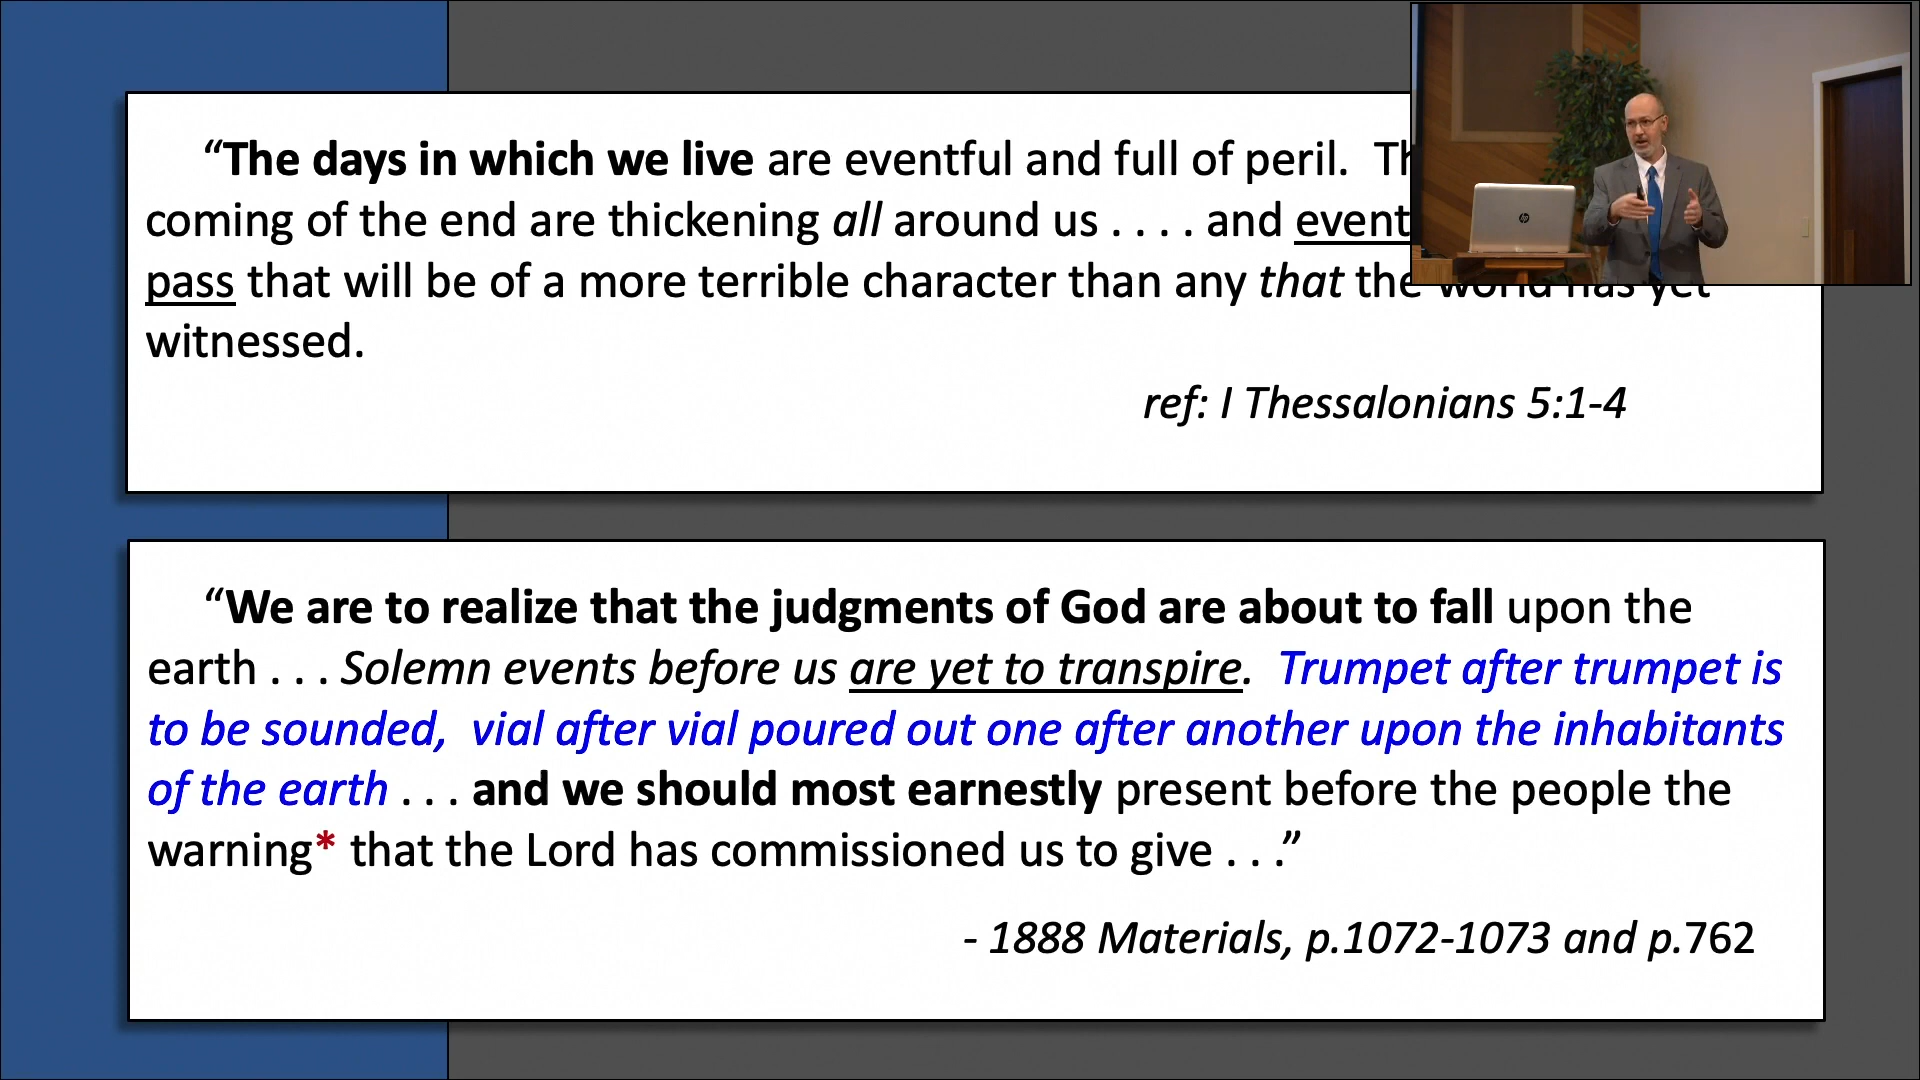 “The days in which we live are eventful and full of peril.
coming of the end are thickening all around us . . . . and
pass that will be of a more terrible character than any that the world has yet
witnessed.
ref: I Thessalonians 5:1-4
“We are to realize that the judgments of God are about to fall upon the
earth . . . Solemn events before us are yet to transpire. Trumpet after trumpet is
to be sounded, vial after vial poured out one after another upon the inhabitants
of the earth . . . and we should most earnestly present before the people the
warning* that the Lord has commissioned us to give . . .”
- 1888 Materials, p.1072-1073 and p.762
hp